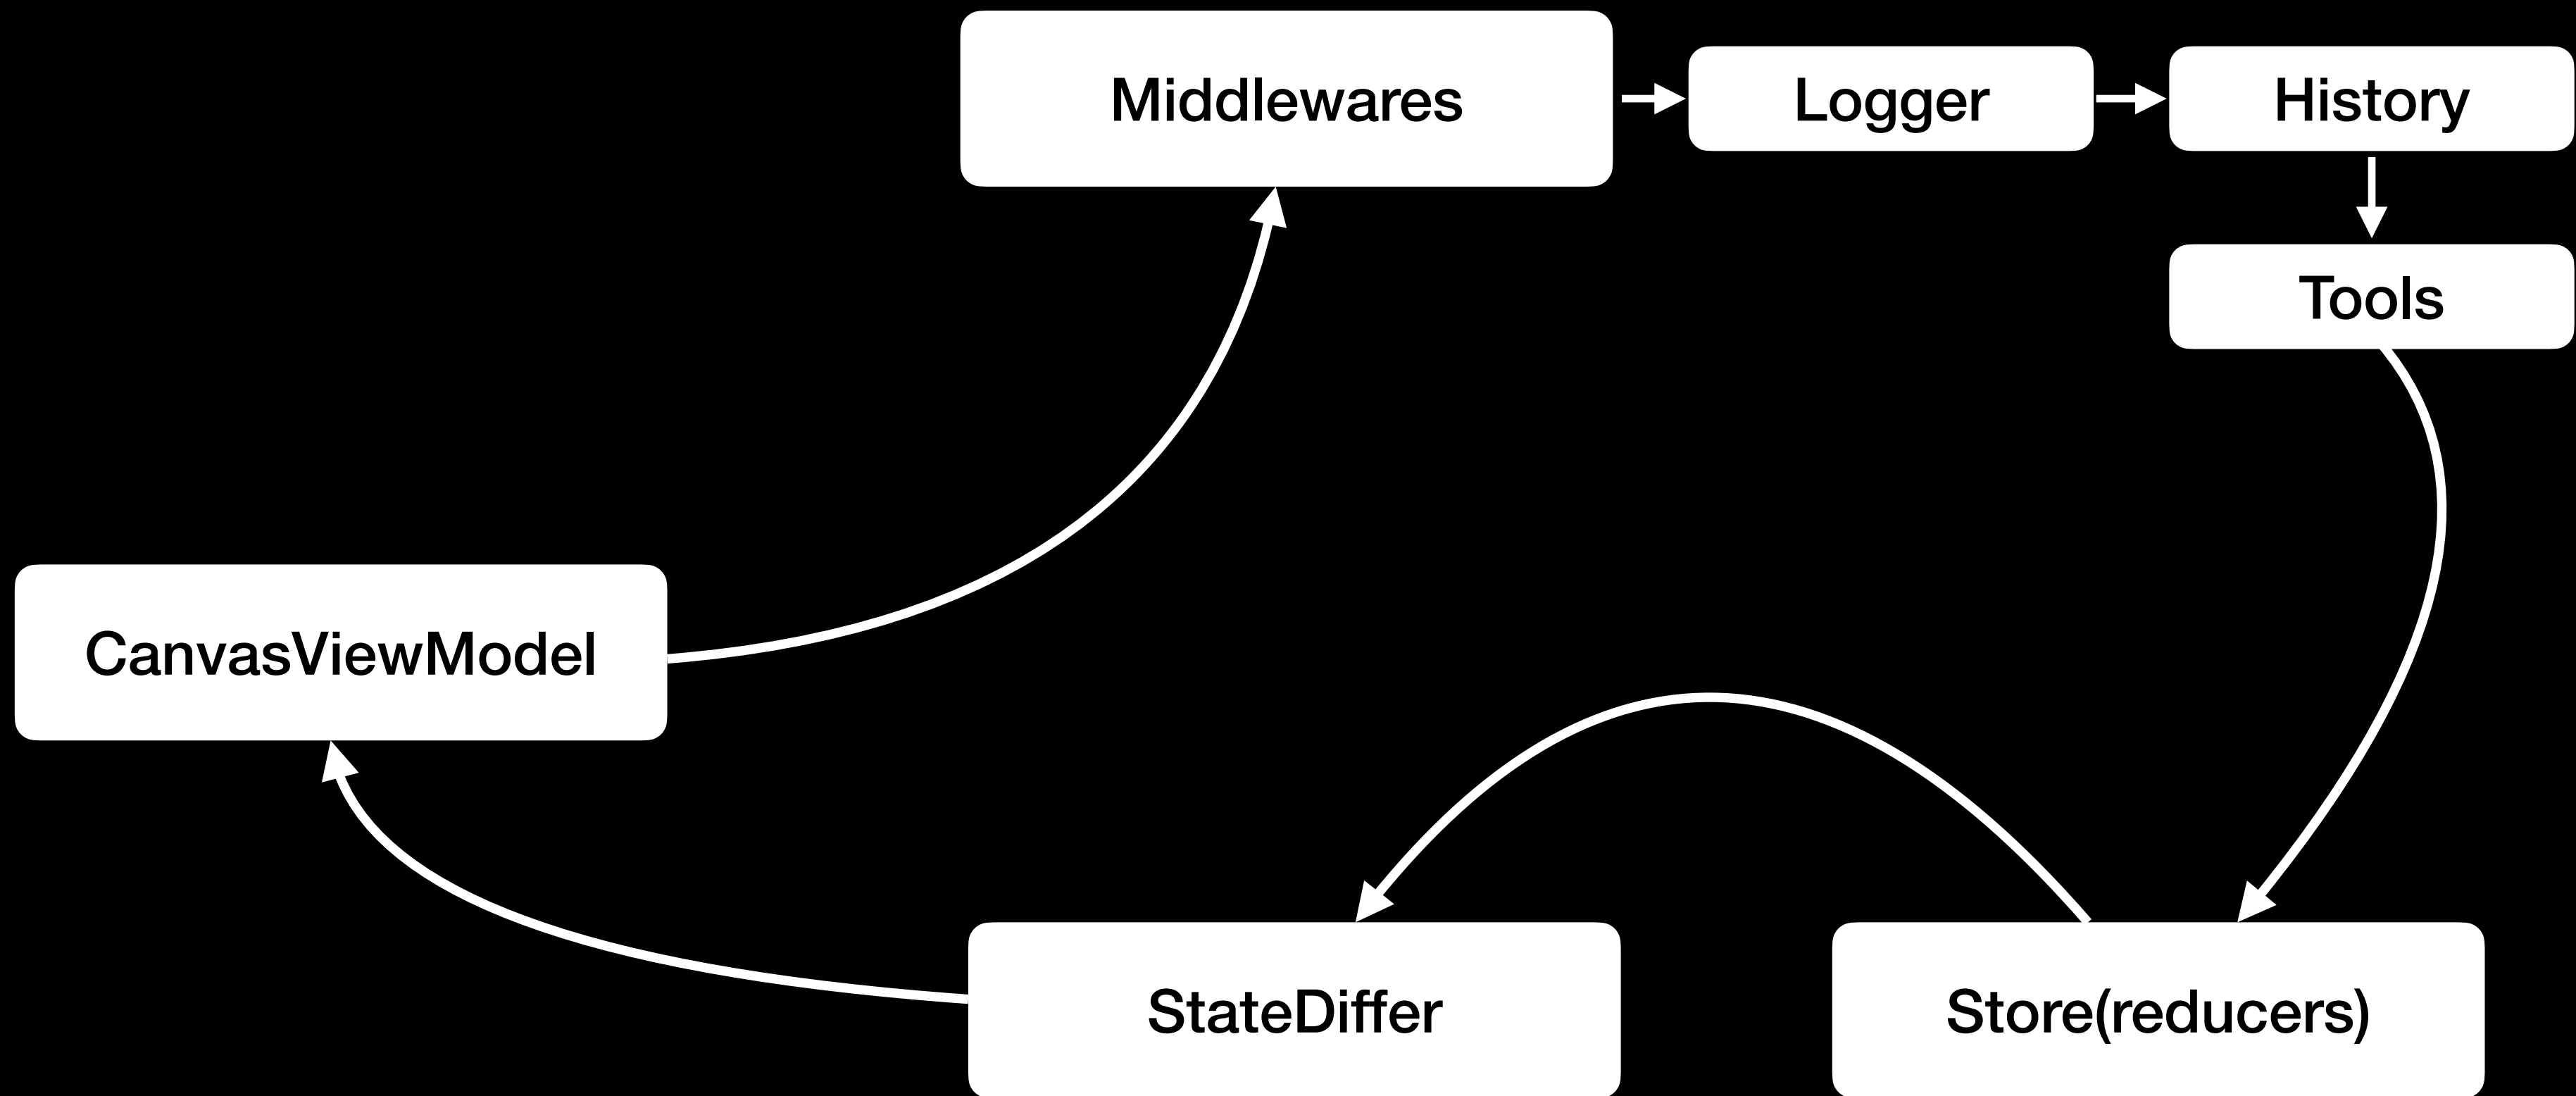 Middlewares
Logger
History
Tools
CanvasViewModel
StateDiffer
Store(reducers)